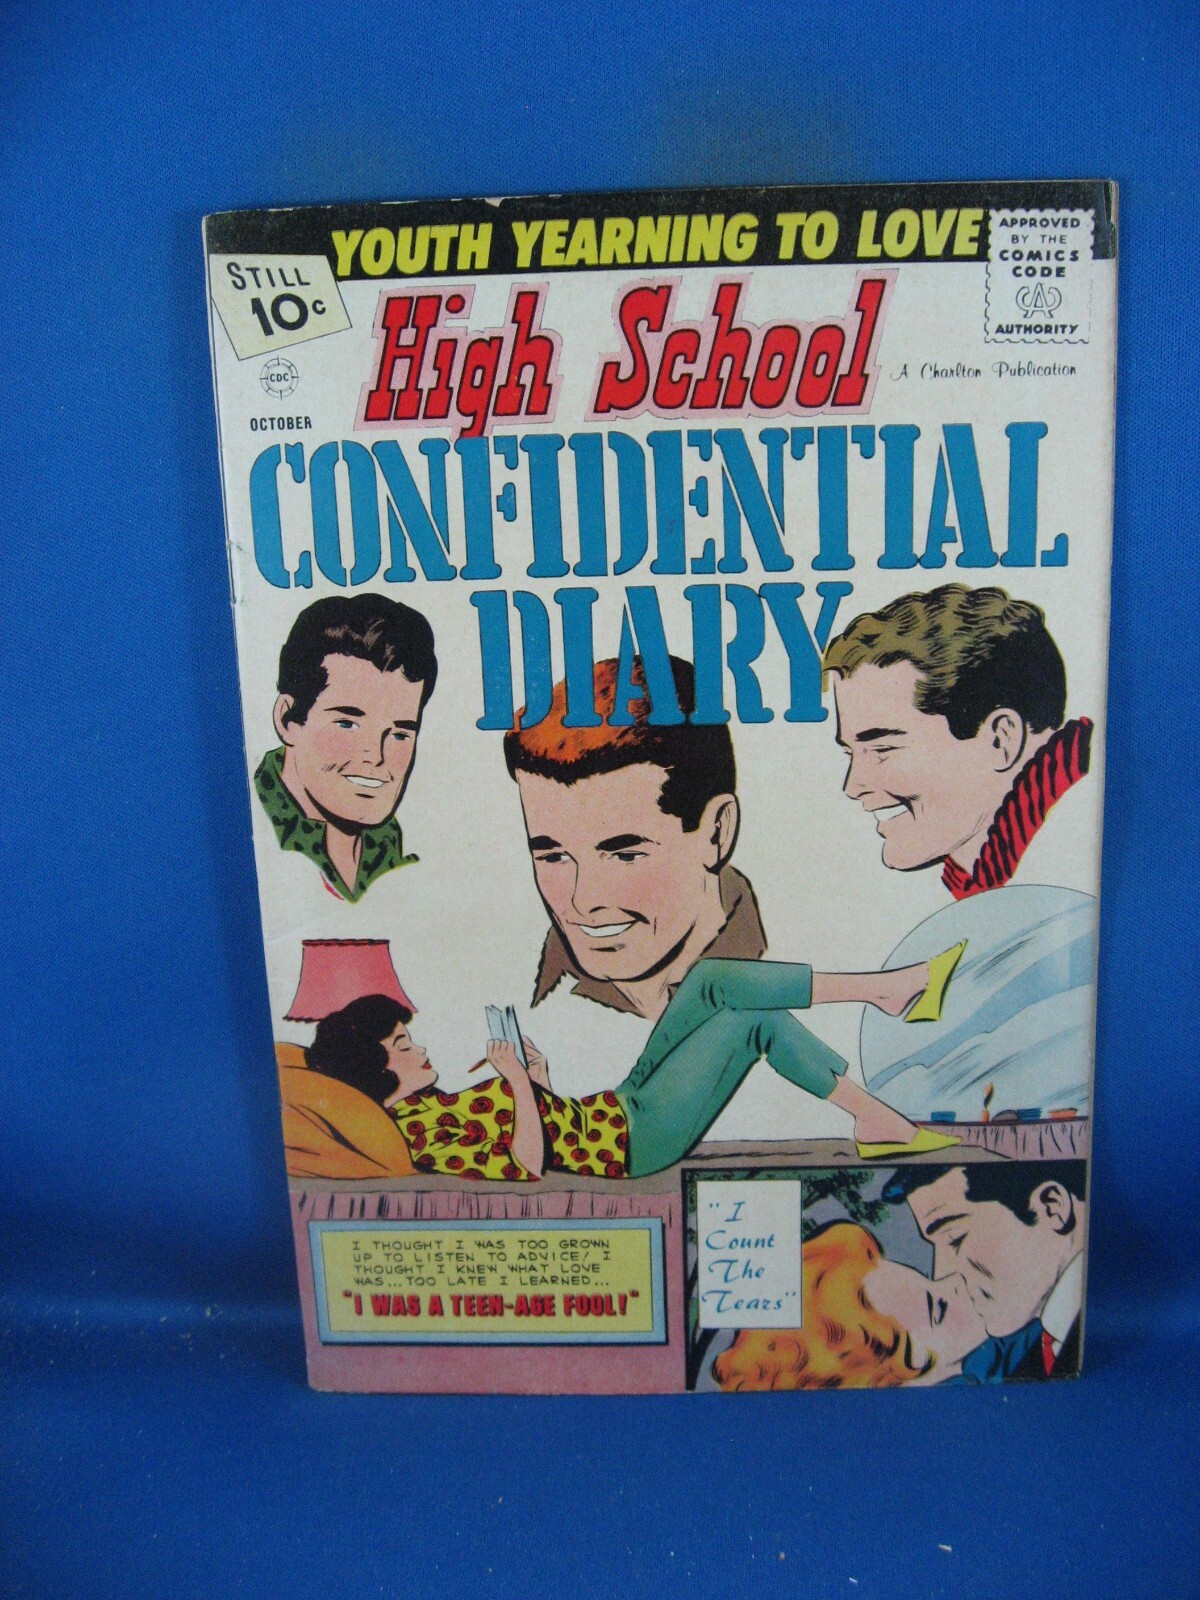 YOUTH YEARNING TO LOVE
STILL
10¢
CDC
OCTOBER
APPROVED
BY THE
COMICS
CODE
CA
AUTHORITY
High School
A Charlton Publication
CONFIDENTIAL
DIARY
I THOUGHT I WAS TOO GROWN
UP TO LISTEN TO ADVICE! I
THOUGHT I KNEW WHAT LOVE
WAS...TOO LATE I LEARNED...
"I WAS A TEEN-AGE FOOL!"
"I
Count
The
Tears"